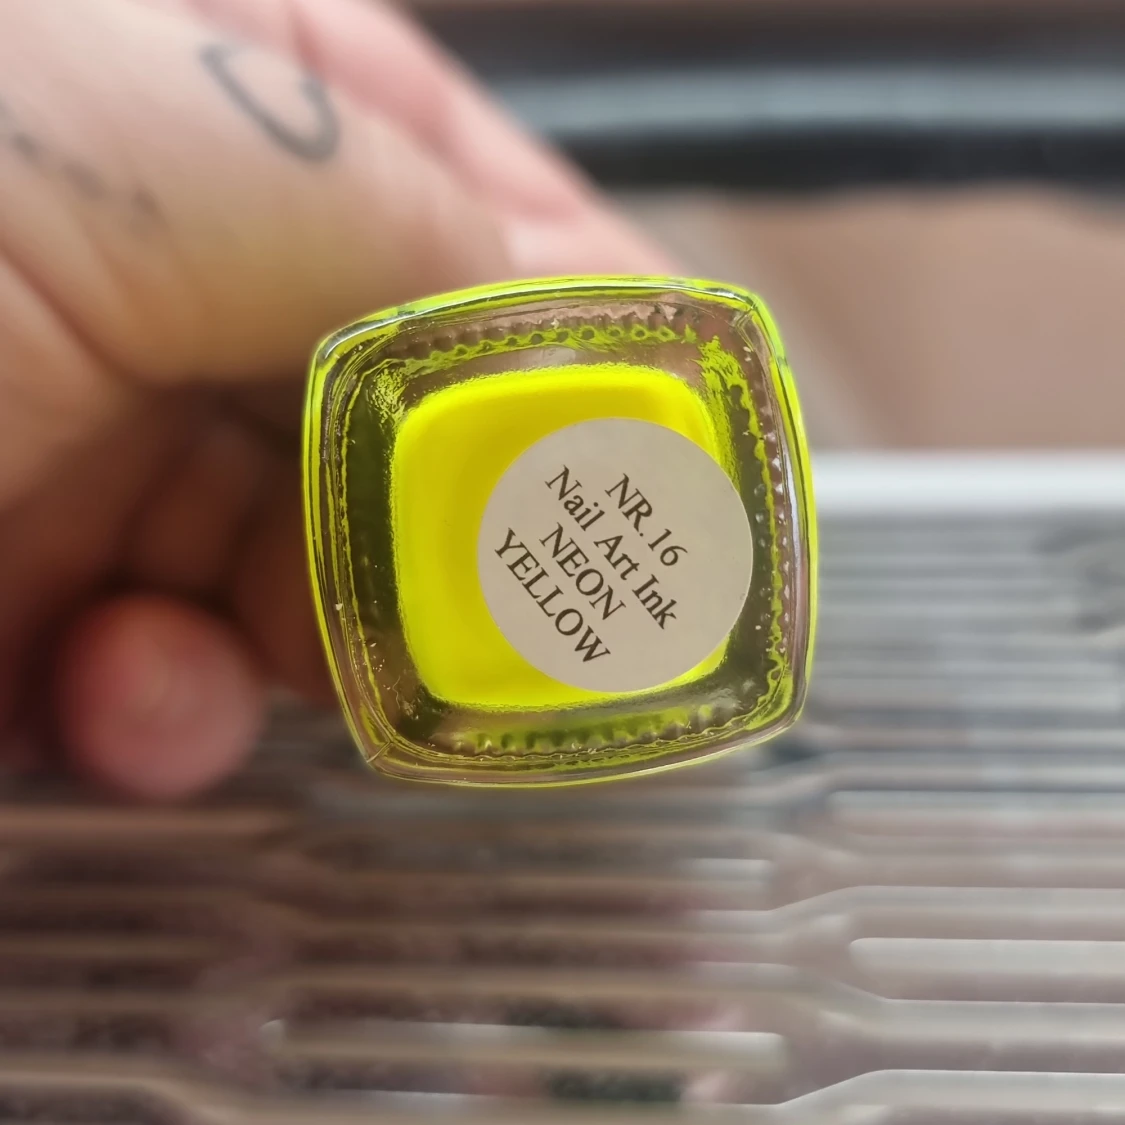 NR. 16
Nail Art Ink
NEON
YELLOW